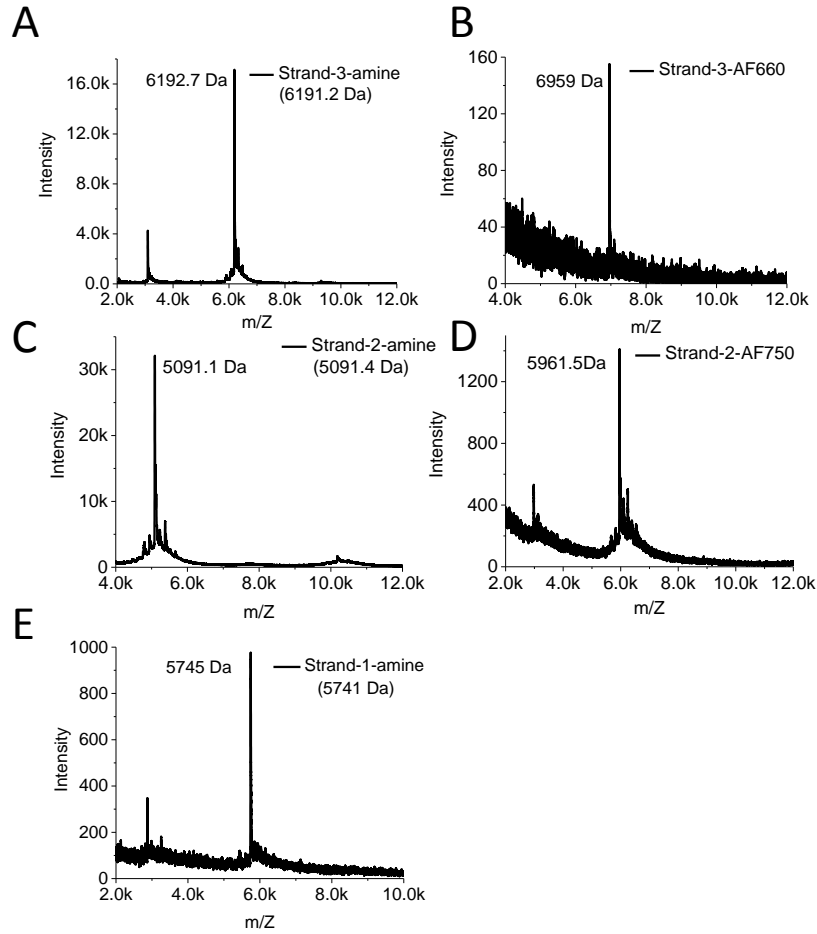 A
6192.7 Da
Strand-3-amine
(6191.2 Da)
16.0k
12.0k
8.0k
4.0k
0.0
Intensity
2.0k 4.0k 6.0k 8.0k 10.0k 12.0k
m/Z
B
6959 Da
Strand-3-AF660
160
120
80
40
0
Intensity
4.0k 6.0k 8.0k 10.0k 12.0k
m/Z
C
5091.1 Da
Strand-2-amine
(5091.4 Da)
30k
20k
10k
0
Intensity
4.0k 6.0k 8.0k 10.0k 12.0k
m/Z
D
5961.5Da
Strand-2-AF750
1200
800
400
0
Intensity
2.0k 4.0k 6.0k 8.0k 10.0k 12.0k
m/Z
E
5745 Da
Strand-1-amine
(5741 Da)
1000
800
600
400
200
0
Intensity
2.0k 4.0k 6.0k 8.0k 10.0k
m/Z